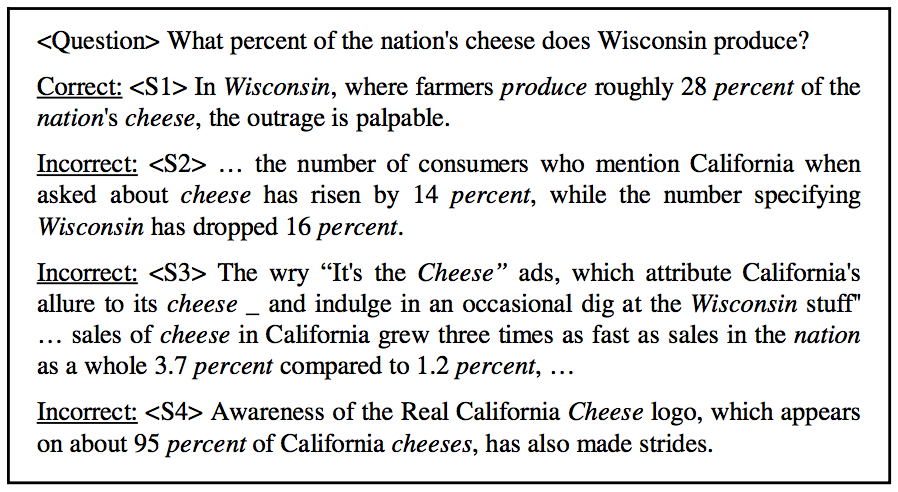 <Question> What percent of the nation's cheese does Wisconsin produce?
Correct: <S1> In Wisconsin, where farmers produce roughly 28 percent of the
nation's cheese, the outrage is palpable.
Incorrect: <S2> … the number of consumers who mention California when
asked about cheese has risen by 14 percent, while the number specifying
Wisconsin has dropped 16 percent.
Incorrect: <S3> The wry “It's the Cheese” ads, which attribute California's
allure to its cheese _ and indulge in an occasional dig at the Wisconsin stuff"
… sales of cheese in California grew three times as fast as sales in the nation
as a whole 3.7 percent compared to 1.2 percent, …
Incorrect: <S4> Awareness of the Real California Cheese logo, which appears
on about 95 percent of California cheeses, has also made strides.